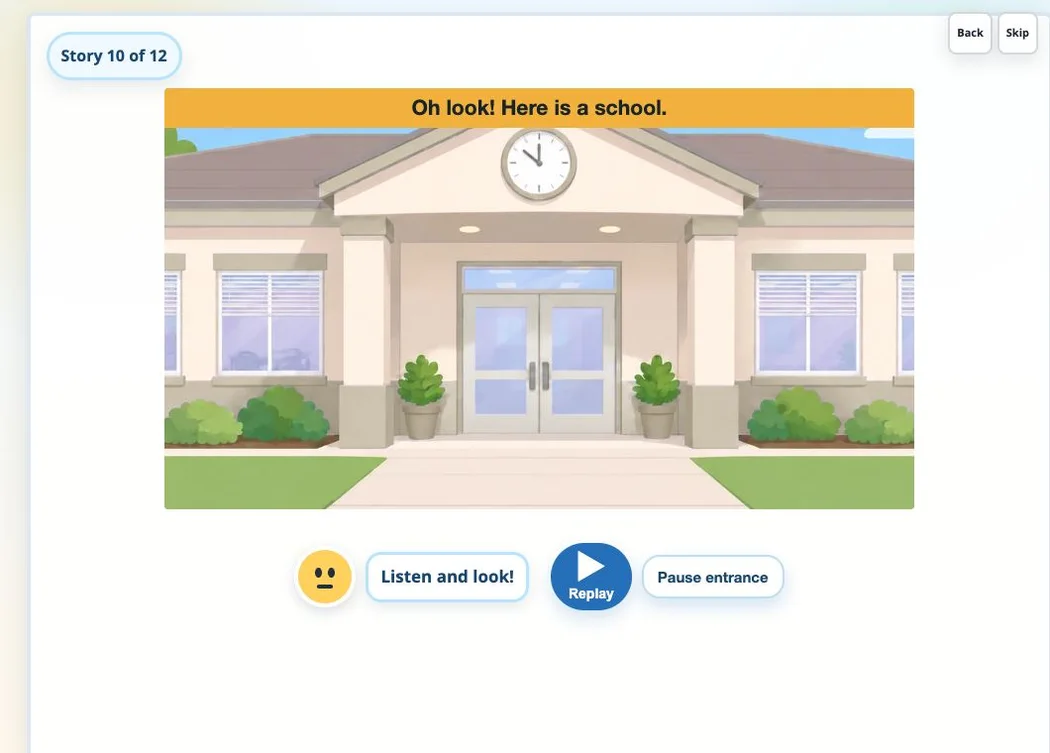 Story 10 of 12
Back
Skip
Oh look! Here is a school.
Listen and look!
Replay
Pause entrance